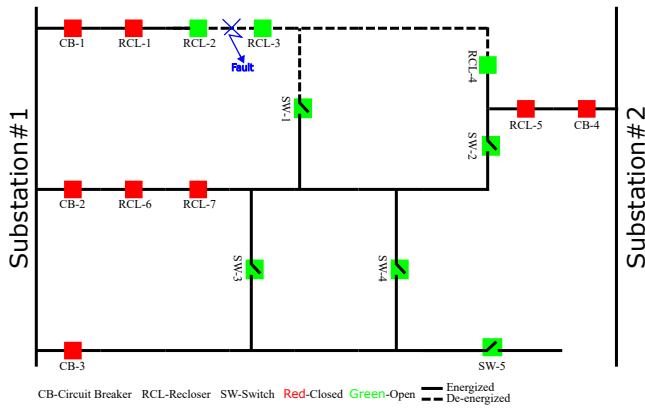 CB-1
RCL-1
RCL-2
RCL-3
Fault
RCL-4
SW-1
RCL-5
CB-4
SW-2
Substation#1
Substation#2
CB-2
RCL-6
RCL-7
SW-3
SW-4
CB-3
SW-5
CB-Circuit Breaker RCL-Recloser SW-Switch Red-Closed Green-Open Energized
De-energized